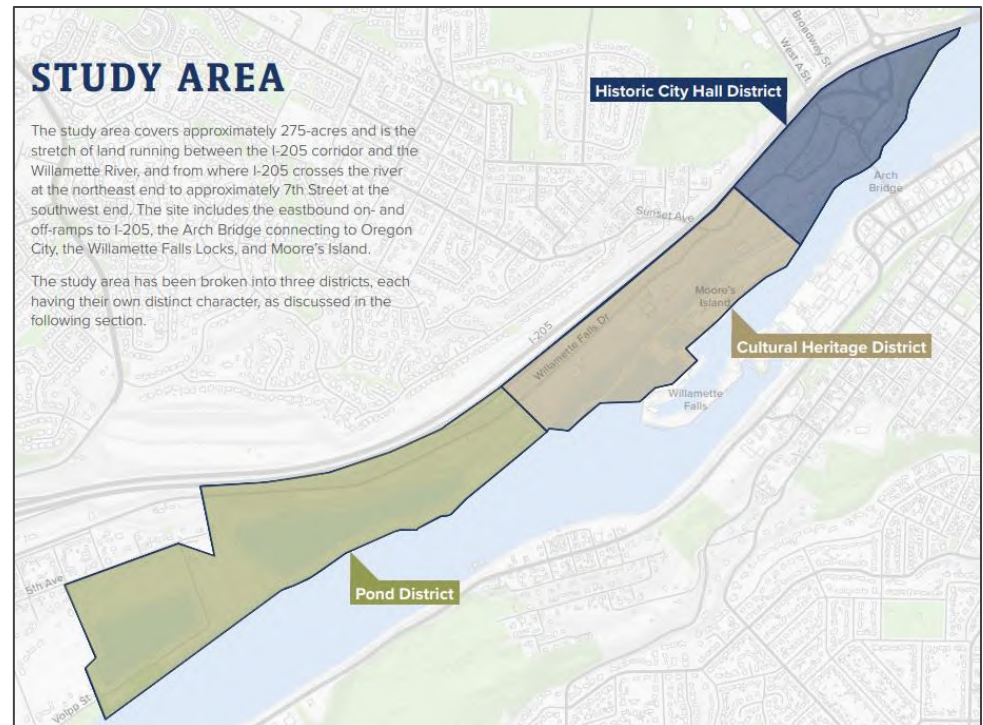 STUDY AREA
The study area covers approximately 275-acres and is the
stretch of land running between the I-205 corridor and the
Willamette River, and from where I-205 crosses the river
at the northeast end to approximately 7th Street at the
southwest end. The site includes the eastbound on- and
off-ramps to I-205, the Arch Bridge connecting to Oregon
City, the Willamette Falls Locks, and Moore's Island.
The study area has been broken into three districts, each
having their own distinct character, as discussed in the
following section.
Broadway St
West A St
Historic City Hall District
Arch
Bridge
Sunset Ave
Moore's
Island
I-205
Willamette Falls Dr
Cultural Heritage District
Willamette
Falls
5th Ave
Pond District
Volpp St